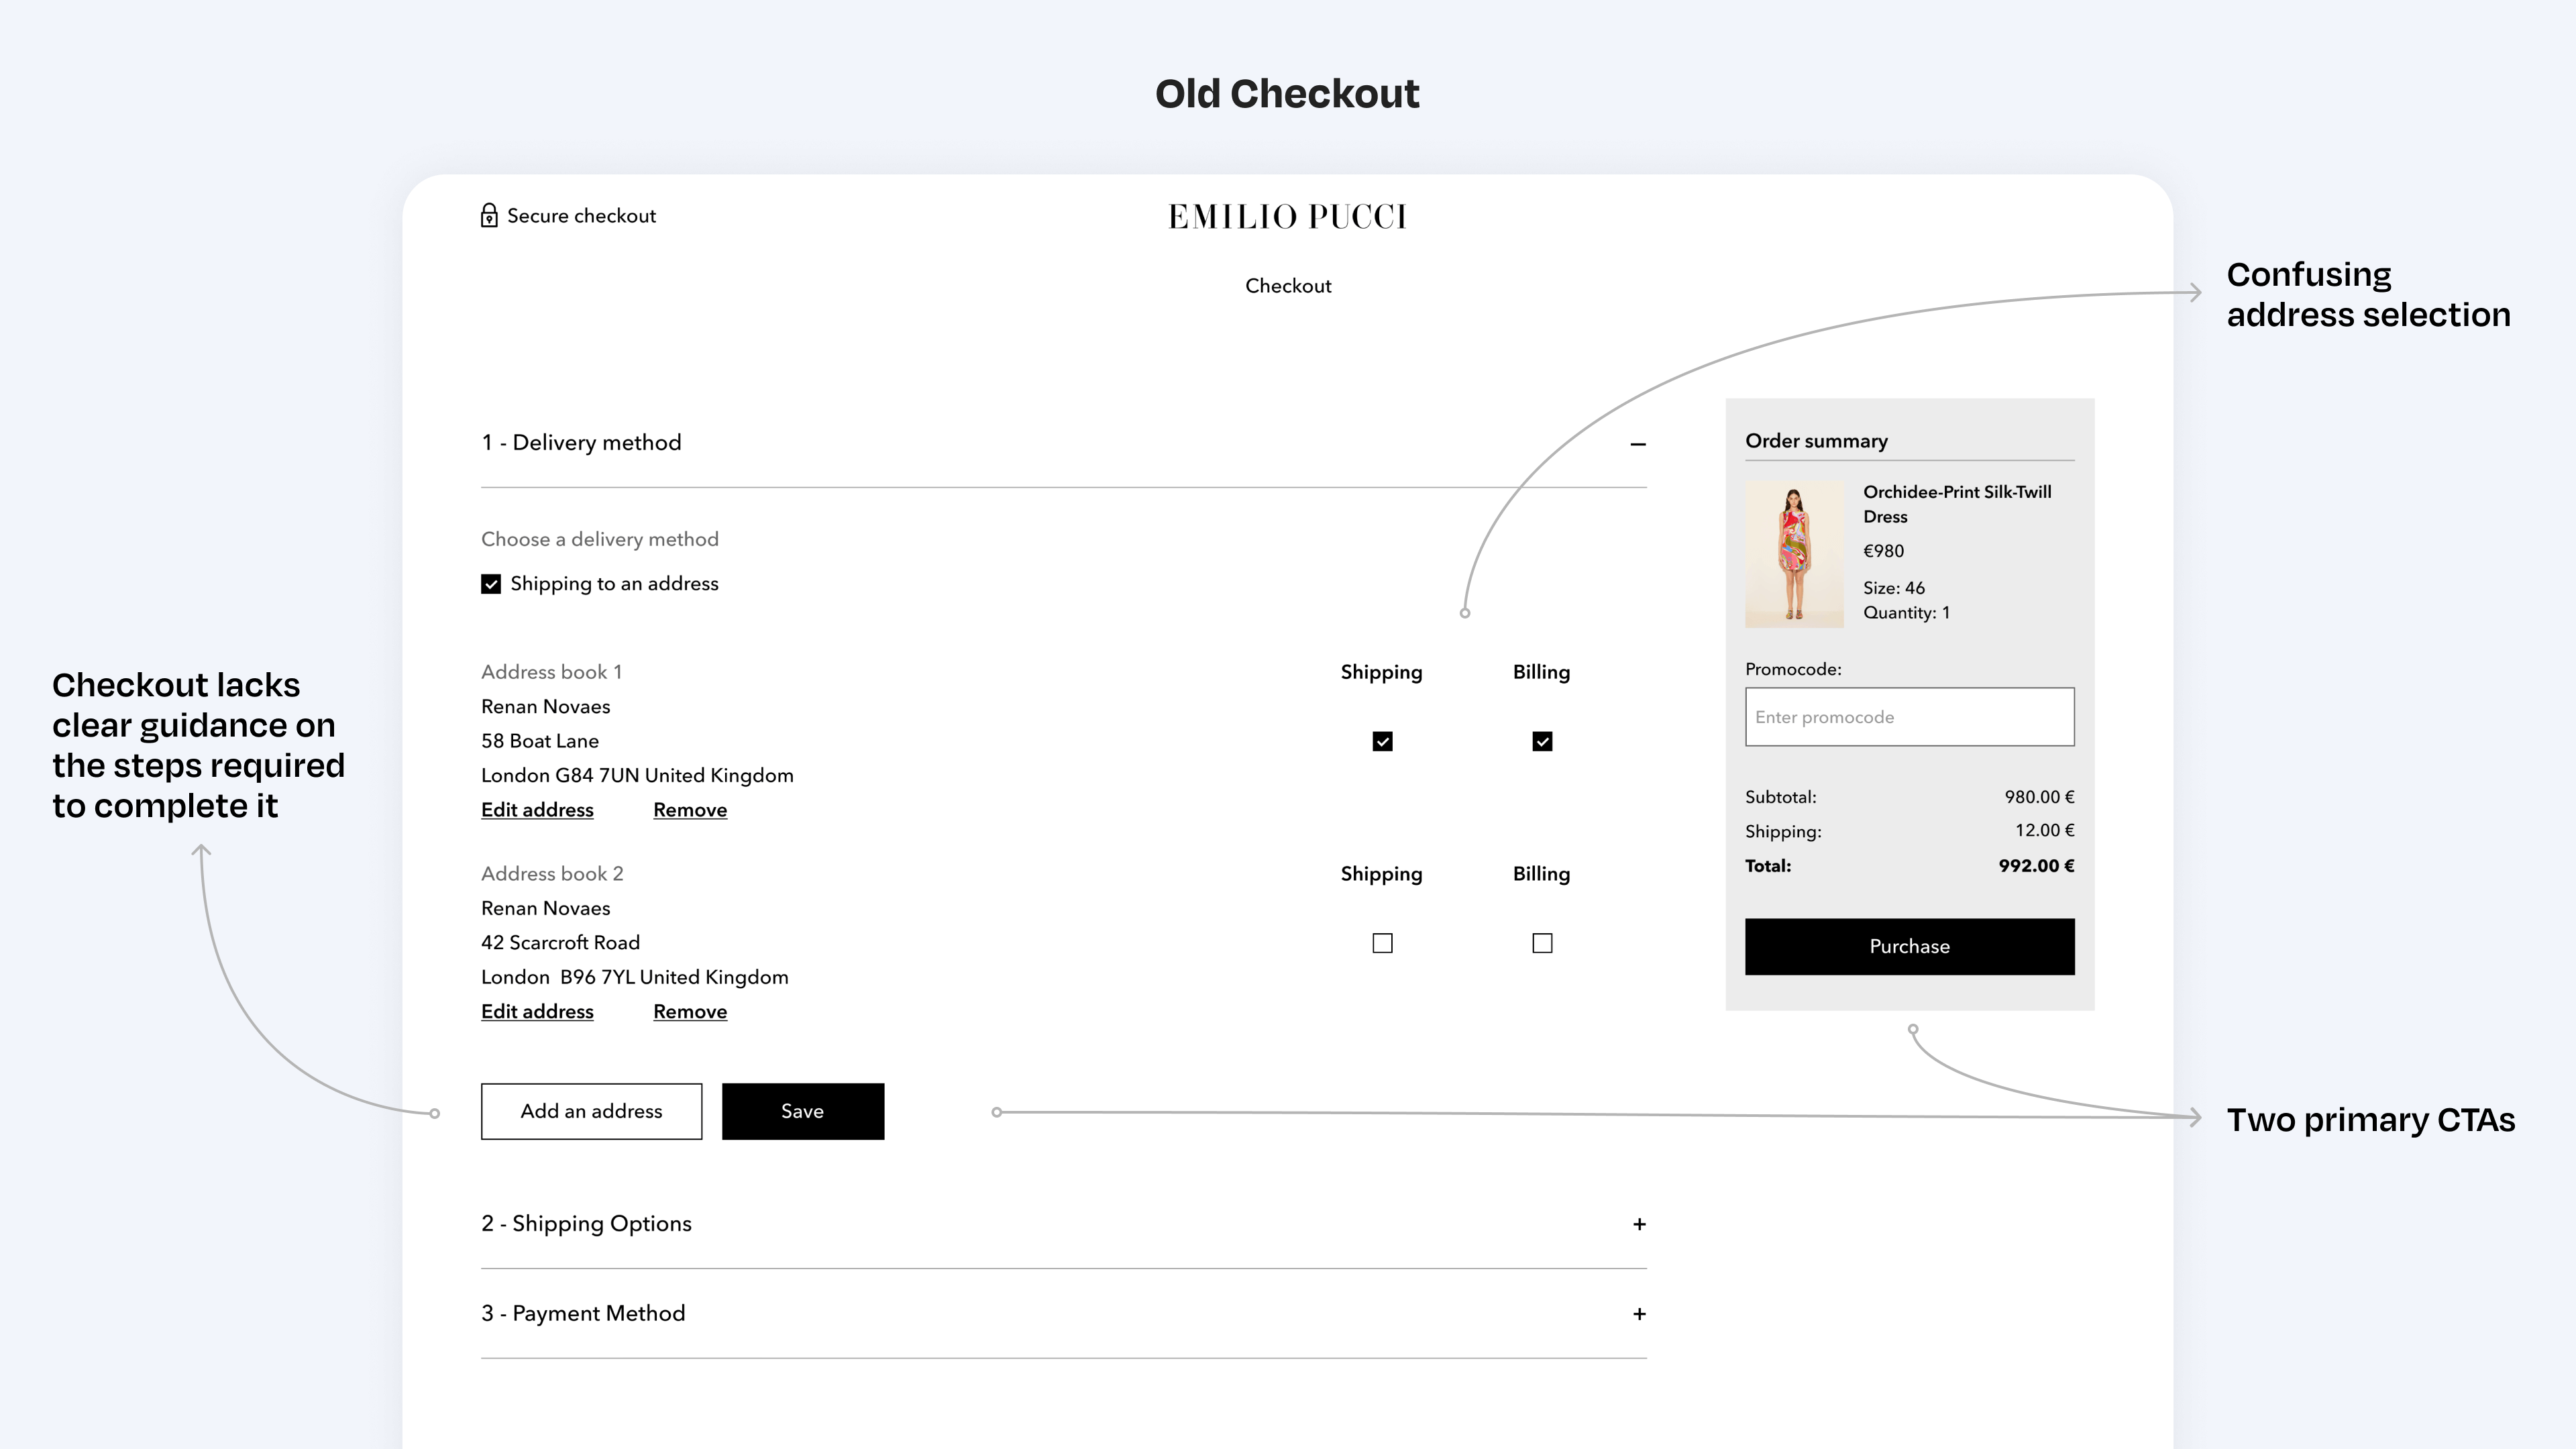 Old Checkout
Secure checkout
EMILIO PUCCI
Checkout
Confusing
address selection
1 - Delivery method
Choose a delivery method
Shipping to an address
Address book 1
Shipping
Billing
Renan Novaes
58 Boat Lane
London G84 7UN United Kingdom
Edit address
Remove
Address book 2
Shipping
Billing
Renan Novaes
42 Scarcroft Road
London  B96 7YL United Kingdom
Edit address
Remove
Add an address
Save
2 - Shipping Options
3 - Payment Method
Order summary
Orchidee-Print Silk-Twill
Dress
€980
Size: 46
Quantity: 1
Promocode:
Enter promocode
Subtotal: 980.00 €
Shipping: 12.00 €
Total: 992.00 €
Purchase
Checkout lacks
clear guidance on
the steps required
to complete it
Two primary CTAs